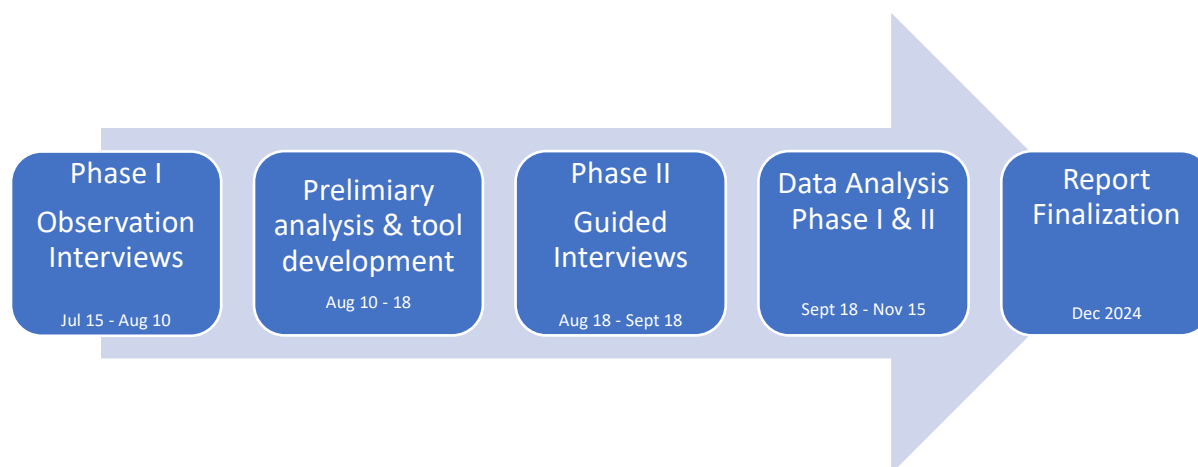 Phase I
Observation
Interviews
Jul 15 - Aug 10
Prelimiary
analysis & tool
development
Aug 10 - 18
Phase II
Guided
Interviews
Aug 18 - Sept 18
Data Analysis
Phase I & II
Sept 18 - Nov 15
Report
Finalization
Dec 2024